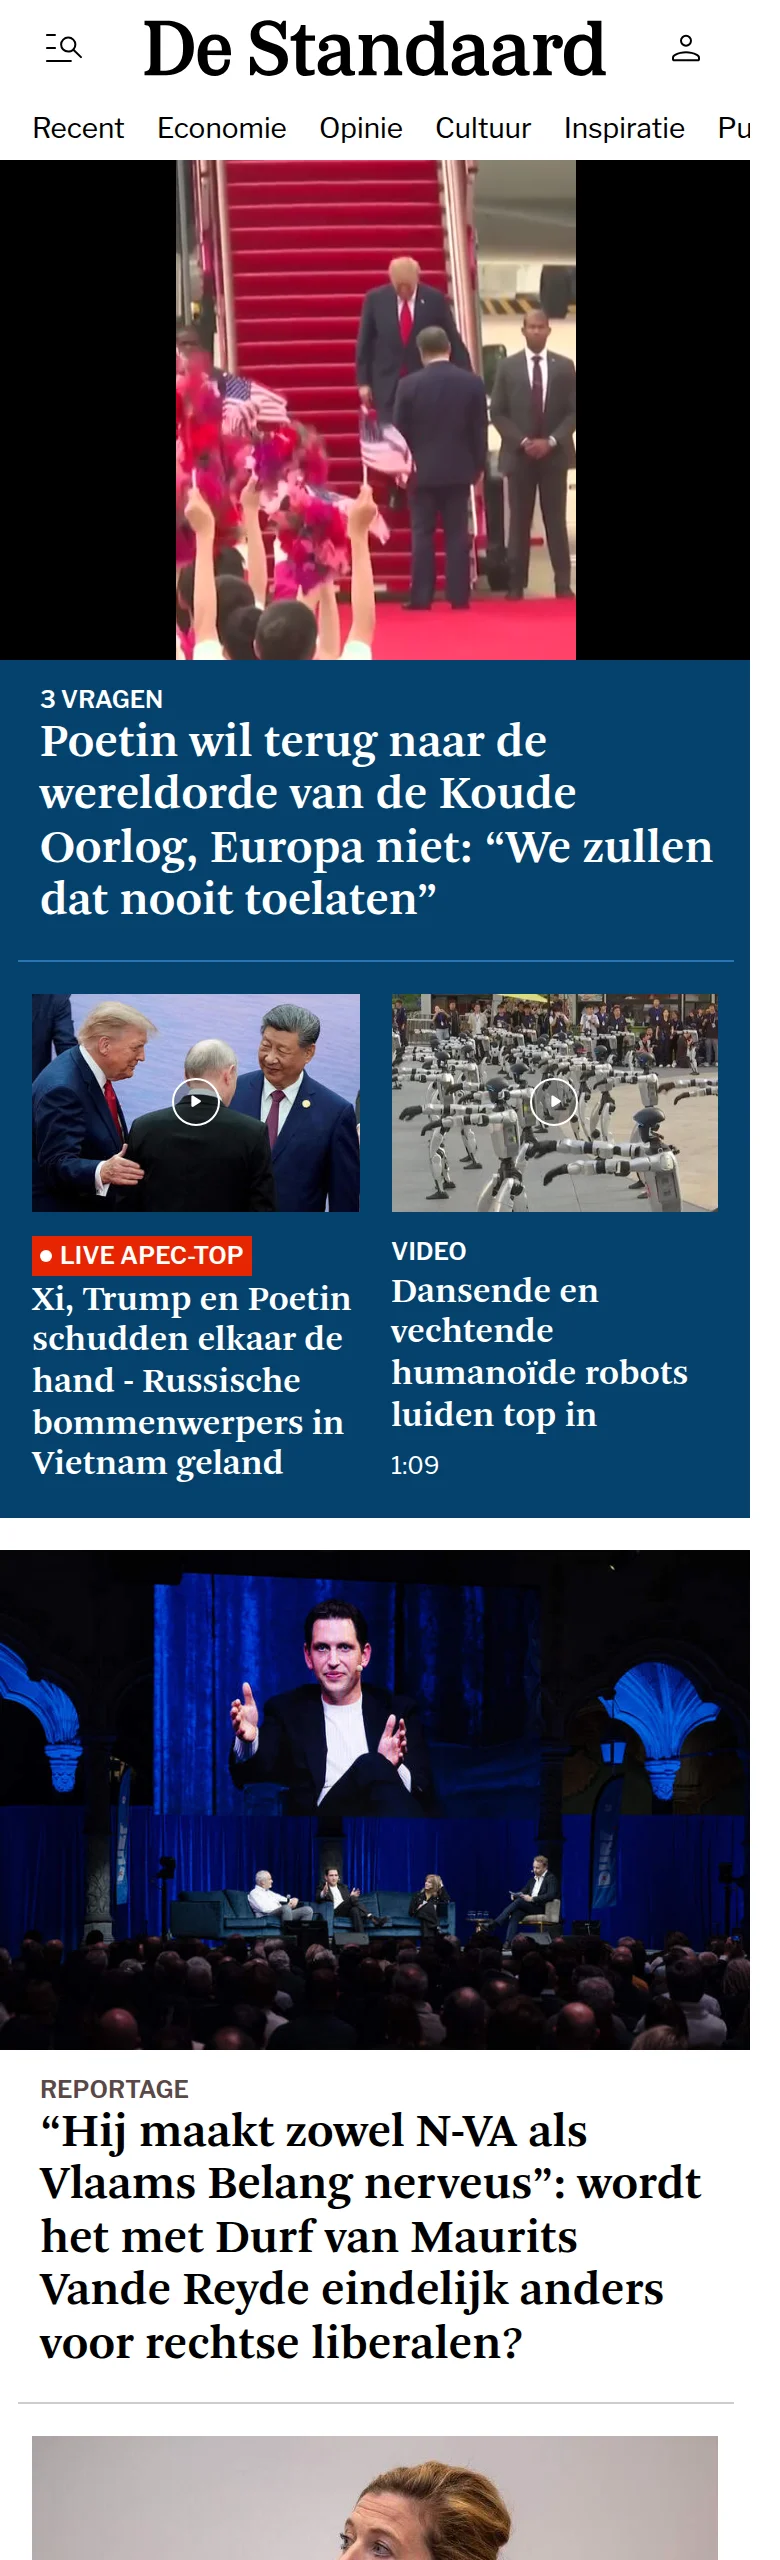 De Standaard
Recent Economie Opinie Cultuur Inspiratie Pu
3 VRAGEN
Poetin wil terug naar de
wereldorde van de Koude
Oorlog, Europa niet: “We zullen
dat nooit toelaten”
LIVE APEC-TOP
Xi, Trump en Poetin
schudden elkaar de
hand - Russische
bommenwerpers in
Vietnam geland
VIDEO
Dansende en
vechtende
humanoïde robots
luiden top in
1:09
REPORTAGE
“Hij maakt zowel N-VA als
Vlaams Belang nerveus”: wordt
het met Durf van Maurits
Vande Reyde eindelijk anders
voor rechtse liberalen?